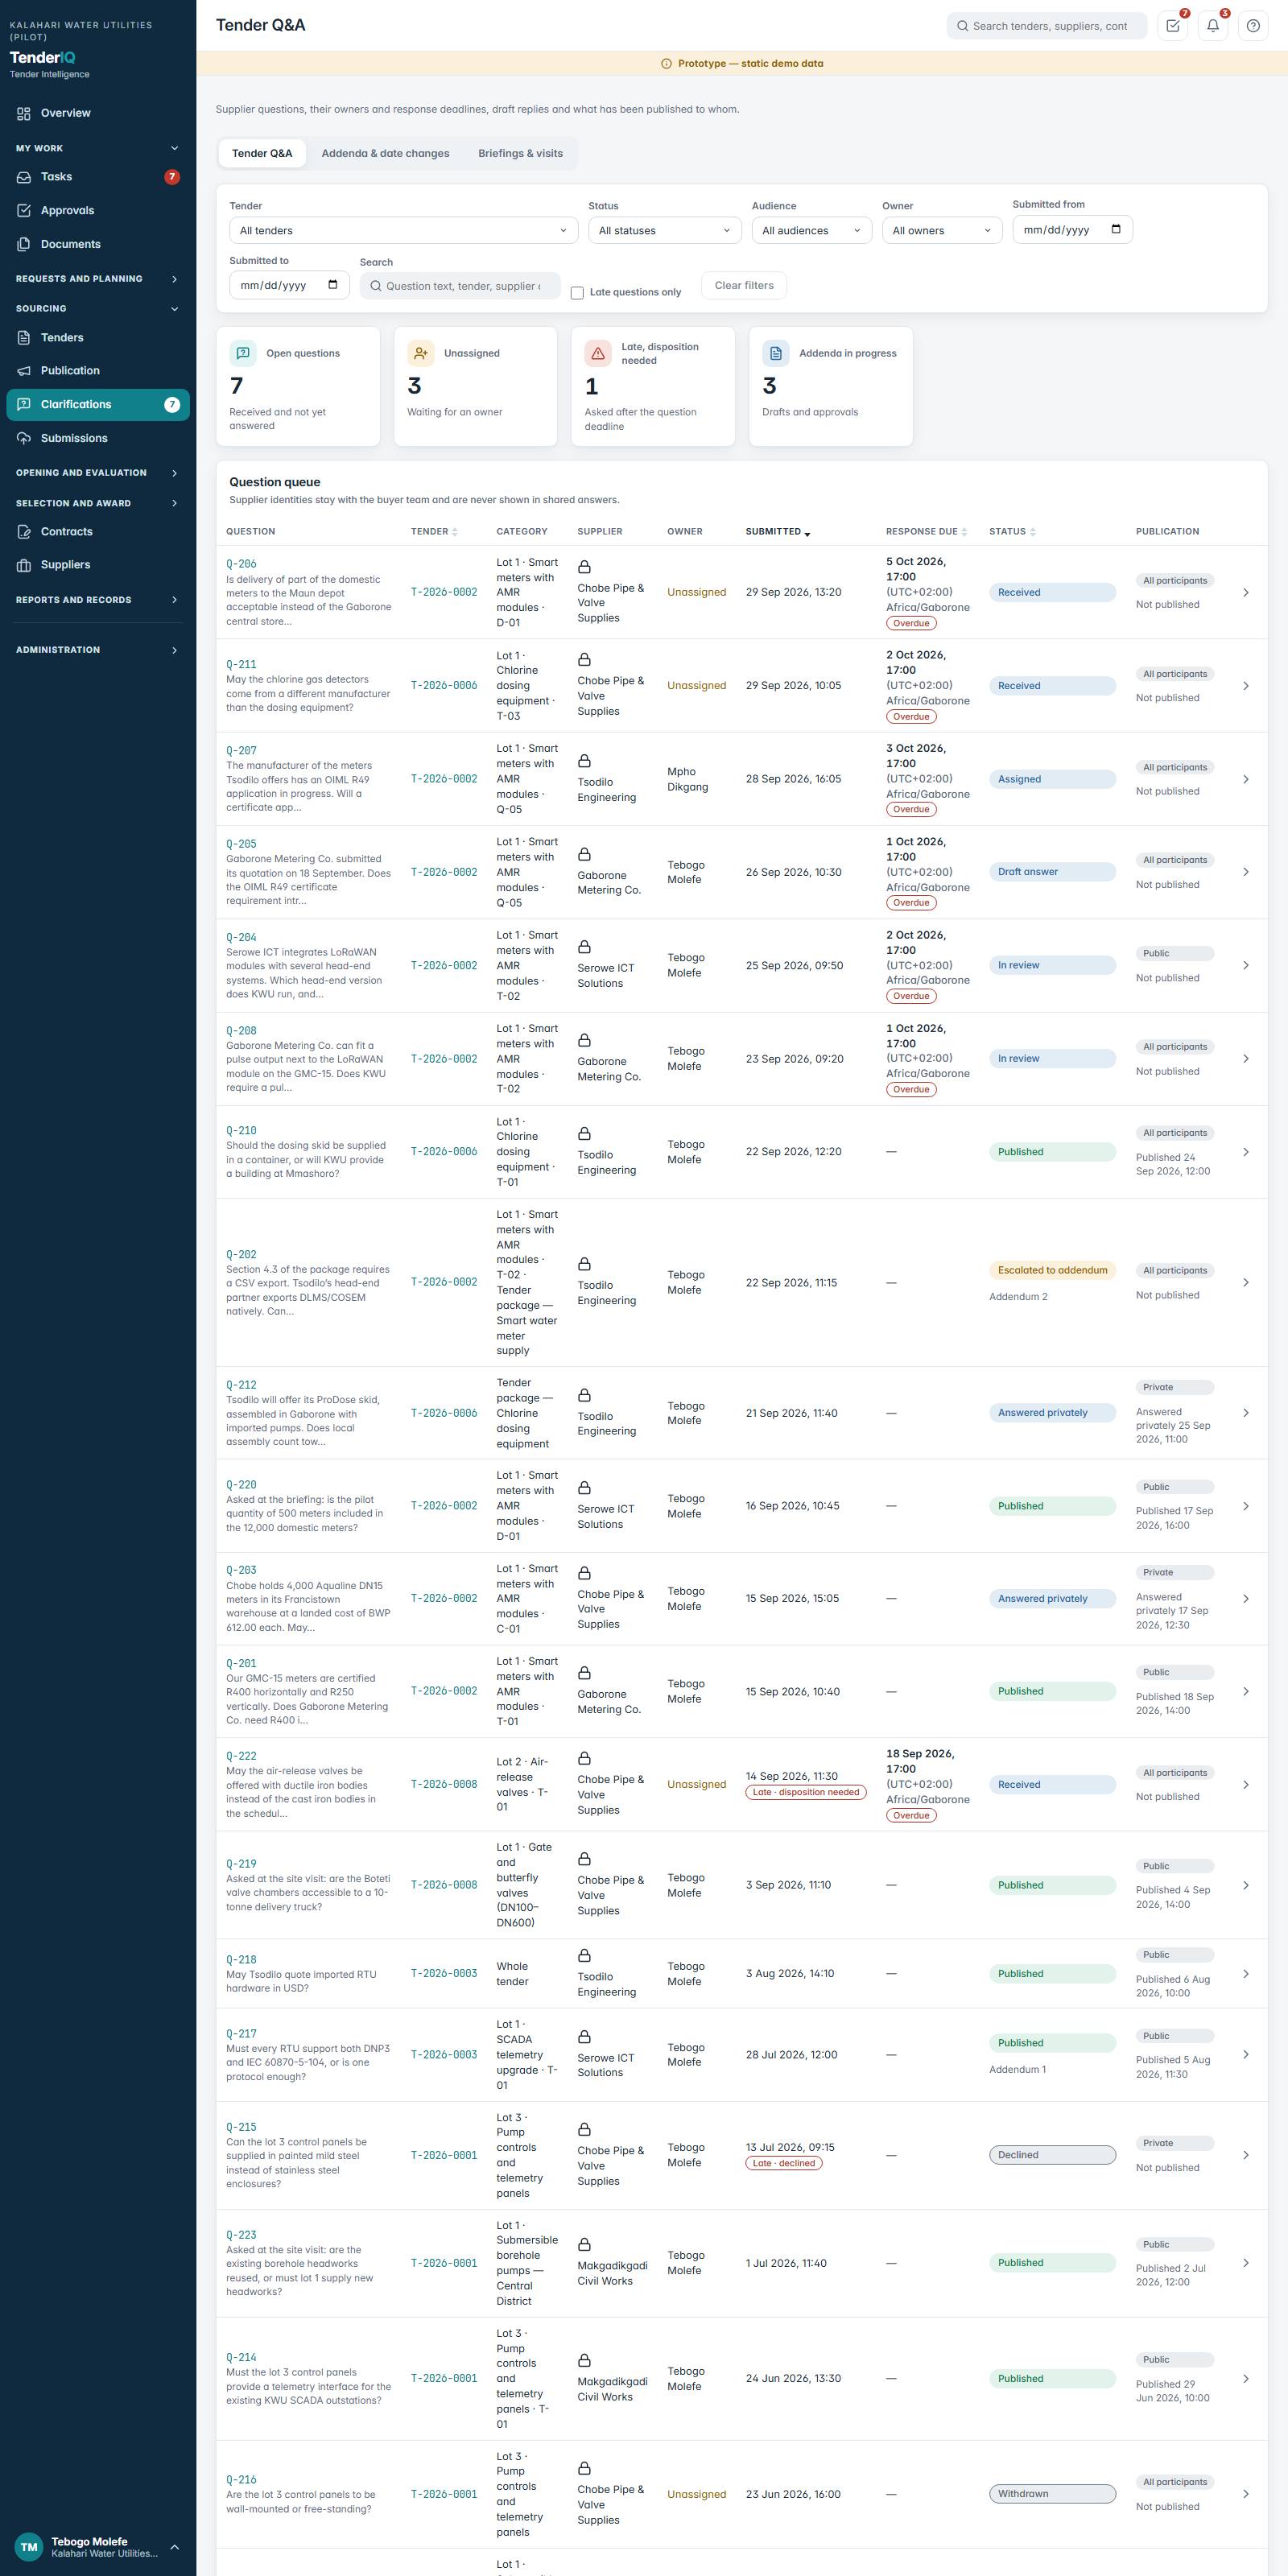 KALAHARI WATER UTILITIES
(PILOT)
TenderIQ
Tender Intelligence
Overview
MY WORK
Tasks 7
Approvals
Documents
REQUESTS AND PLANNING
SOURCING
Tenders
Publication
Clarifications 7
Submissions
OPENING AND EVALUATION
SELECTION AND AWARD
Contracts
Suppliers
REPORTS AND RECORDS
ADMINISTRATION
TM
Tebogo Molefe
Kalahari Water Utilities...
Tender Q&A
Search tenders, suppliers, cont
7
3
Prototype — static demo data
Supplier questions, their owners and response deadlines, draft replies and what has been published to whom.
Tender Q&A Addenda & date changes Briefings & visits
Tender Status Audience Owner Submitted from
All tenders All statuses All audiences All owners mm/dd/yyyy
Submitted to Search
mm/dd/yyyy Question text, tender, supplier Late questions only Clear filters
Open questions
7
Received and not yet
answered
Unassigned
3
Waiting for an owner
Late, disposition
needed
1
Asked after the question
deadline
Addenda in progress
3
Drafts and approvals
Question queue
Supplier identities stay with the buyer team and are never shown in shared answers.
QUESTION TENDER CATEGORY SUPPLIER OWNER SUBMITTED RESPONSE DUE STATUS PUBLICATION
Q-206
Is delivery of part of the domestic
meters to the Maun depot
acceptable instead of the Gaborone
central store...
T-2026-0002
Lot 1 · Smart
meters with
AMR
modules ·
D-01
Chobe Pipe &
Valve
Supplies
Unassigned
29 Sep 2026, 13:20
5 Oct 2026,
17:00
(UTC+02:00)
Africa/Gaborone
Overdue
Received
All participants
Not published
Q-211
May the chlorine gas detectors
come from a different manufacturer
than the dosing equipment?
T-2026-0006
Lot 1 ·
Chlorine
dosing
equipment ·
T-03
Chobe Pipe &
Valve
Supplies
Unassigned
29 Sep 2026, 10:05
2 Oct 2026,
17:00
(UTC+02:00)
Africa/Gaborone
Overdue
Received
All participants
Not published
Q-207
The manufacturer of the meters
Tsodilo offers has an OIML R49
application in progress. Will a
certificate app...
T-2026-0002
Lot 1 · Smart
meters with
AMR
modules ·
Q-05
Tsodilo
Engineering
Mpho
Dikgang
28 Sep 2026, 16:05
3 Oct 2026,
17:00
(UTC+02:00)
Africa/Gaborone
Overdue
Assigned
All participants
Not published
Q-205
Gaborone Metering Co. submitted
its quotation on 18 September. Does
the OIML R49 certificate
requirement intr...
T-2026-0002
Lot 1 · Smart
meters with
AMR
modules ·
Q-05
Gaborone
Metering Co.
Tebogo
Molefe
26 Sep 2026, 10:30
1 Oct 2026,
17:00
(UTC+02:00)
Africa/Gaborone
Overdue
Draft answer
All participants
Not published
Q-204
Serowe ICT integrates LoRaWAN
modules with several head-end
systems. Which head-end version
does KWU run, and...
T-2026-0002
Lot 1 · Smart
meters with
AMR
modules ·
T-02
Serowe ICT
Solutions
Tebogo
Molefe
25 Sep 2026, 09:50
2 Oct 2026,
17:00
(UTC+02:00)
Africa/Gaborone
Overdue
In review
Public
Not published
Q-208
Gaborone Metering Co. can fit a
pulse output next to the LoRaWAN
module on the GMC-15. Does KWU
require a pul...
T-2026-0002
Lot 1 · Smart
meters with
AMR
modules ·
T-02
Gaborone
Metering Co.
Tebogo
Molefe
23 Sep 2026, 09:20
1 Oct 2026,
17:00
(UTC+02:00)
Africa/Gaborone
Overdue
In review
All participants
Not published
Q-210
Should the dosing skid be supplied
in a container, or will KWU provide
a building at Mmashoro?
T-2026-0006
Lot 1 ·
Chlorine
dosing
equipment ·
T-01
Tsodilo
Engineering
Tebogo
Molefe
22 Sep 2026, 12:20
—
Published
All participants
Published 24
Sep 2026, 12:00
Q-202
Section 4.3 of the package requires
a CSV export. Tsodilo's head-end
partner exports DLMS/COSEM
natively. Can...
T-2026-0002
Lot 1 · Smart
meters with
AMR
modules ·
T-02 ·
Tender
package —
Smart water
meter
supply
Tsodilo
Engineering
Tebogo
Molefe
22 Sep 2026, 11:15
—
Escalated to addendum
Addendum 2
All participants
Not published
Q-212
Tsodilo will offer its ProDose skid,
assembled in Gaborone with
imported pumps. Does local
assembly count tow...
T-2026-0006
Tender
package —
Chlorine
dosing
equipment
Tsodilo
Engineering
Tebogo
Molefe
21 Sep 2026, 11:40
—
Answered privately
Private
Answered
privately 25 Sep
2026, 11:00
Q-220
Asked at the briefing: is the pilot
quantity of 500 meters included in
the 12,000 domestic meters?
T-2026-0002
Lot 1 · Smart
meters with
AMR
modules ·
D-01
Serowe ICT
Solutions
Tebogo
Molefe
16 Sep 2026, 10:45
—
Published
Public
Published 17 Sep
2026, 16:00
Q-203
Chobe holds 4,000 Aqualine DN15
meters in its Francistown
warehouse at a landed cost of BWP
612.00 each. May...
T-2026-0002
Lot 1 · Smart
meters with
AMR
modules ·
C-01
Chobe Pipe &
Valve
Supplies
Tebogo
Molefe
15 Sep 2026, 15:05
—
Answered privately
Private
Answered
privately 17 Sep
2026, 12:30
Q-201
Our GMC-15 meters are certified
R400 horizontally and R250
vertically. Does Gaborone Metering
Co. need R400 i...
T-2026-0002
Lot 1 · Smart
meters with
AMR
modules ·
T-01
Gaborone
Metering Co.
Tebogo
Molefe
15 Sep 2026, 10:40
—
Published
Public
Published 18 Sep
2026, 14:00
Q-222
May the air-release valves be
offered with ductile iron bodies
instead of the cast iron bodies in
the schedul...
T-2026-0008
Lot 2 · Air-
release
valves · T-
01
Chobe Pipe &
Valve
Supplies
Unassigned
14 Sep 2026, 11:30
Late · disposition needed
18 Sep 2026,
17:00
(UTC+02:00)
Africa/Gaborone
Overdue
Received
All participants
Not published
Q-219
Asked at the site visit: are the Boteti
valve chambers accessible to a 10-
tonne delivery truck?
T-2026-0008
Lot 1 · Gate
and
butterfly
valves
(DN100–
DN600)
Chobe Pipe &
Valve
Supplies
Tebogo
Molefe
3 Sep 2026, 11:10
—
Published
Public
Published 4 Sep
2026, 14:00
Q-218
May Tsodilo quote imported RTU
hardware in USD?
T-2026-0003
Whole
tender
Tsodilo
Engineering
Tebogo
Molefe
3 Aug 2026, 14:10
—
Published
Public
Published 6 Aug
2026, 10:00
Q-217
Must every RTU support both DNP3
and IEC 60870-5-104, or is one
protocol enough?
T-2026-0003
Lot 1 ·
SCADA
telemetry
upgrade · T-
01
Serowe ICT
Solutions
Tebogo
Molefe
28 Jul 2026, 12:00
—
Published
Addendum 1
Public
Published 5 Aug
2026, 11:30
Q-215
Can the lot 3 control panels be
supplied in painted mild steel
instead of stainless steel
enclosures?
T-2026-0001
Lot 3 ·
Pump
controls
and
telemetry
panels
Chobe Pipe &
Valve
Supplies
Tebogo
Molefe
13 Jul 2026, 09:15
Late · declined
—
Declined
Private
Not published
Q-223
Asked at the site visit: are the
existing borehole headworks
reused, or must lot 1 supply new
headworks?
T-2026-0001
Lot 1 ·
Submersible
borehole
pumps —
Central
District
Makgadikgadi
Civil Works
Tebogo
Molefe
1 Jul 2026, 11:40
—
Published
Public
Published 2 Jul
2026, 12:00
Q-214
Must the lot 3 control panels
provide a telemetry interface for the
existing KWU SCADA outstations?
T-2026-0001
Lot 3 ·
Pump
controls
and
telemetry
panels · T-
01
Makgadikgadi
Civil Works
Tebogo
Molefe
24 Jun 2026, 13:30
—
Published
Public
Published 29
Jun 2026, 10:00
Q-216
Are the lot 3 control panels to be
wall-mounted or free-standing?
T-2026-0001
Lot 3 ·
Pump
controls
and
telemetry
panels
Chobe Pipe &
Valve
Supplies
Unassigned
23 Jun 2026, 16:00
—
Withdrawn
All participants
Not published
Lot 1 ·